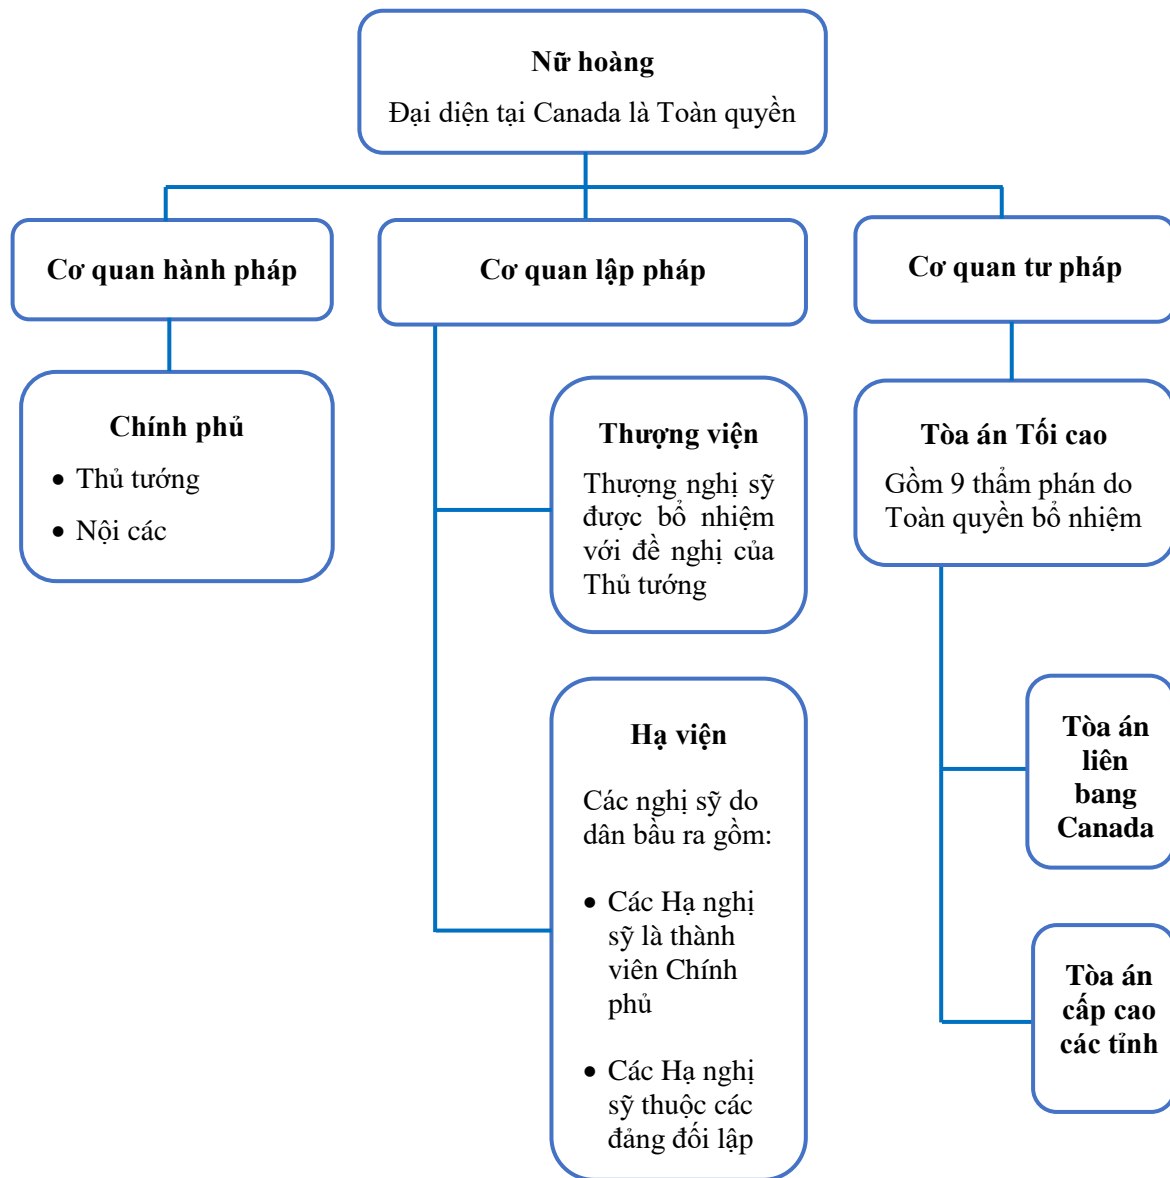 Nữ hoàng
Đại diện tại Canada là Toàn quyền
Cơ quan hành pháp
Chính phủ
• Thủ tướng
• Nội các
Cơ quan lập pháp
Thượng viện
Thượng nghị sỹ
được bổ nhiệm
với đề nghị của
Thủ tướng
Hạ viện
Các nghị sỹ do
dân bầu ra gồm:
• Các Hạ nghị
sỹ là thành
viên Chính
phủ
• Các Hạ nghị
sỹ thuộc các
đảng đối lập
Cơ quan tư pháp
Tòa án Tối cao
Gồm 9 thẩm phán do
Toàn quyền bổ nhiệm
Tòa án
liên
bang
Canada
Tòa án
cấp cao
các tỉnh